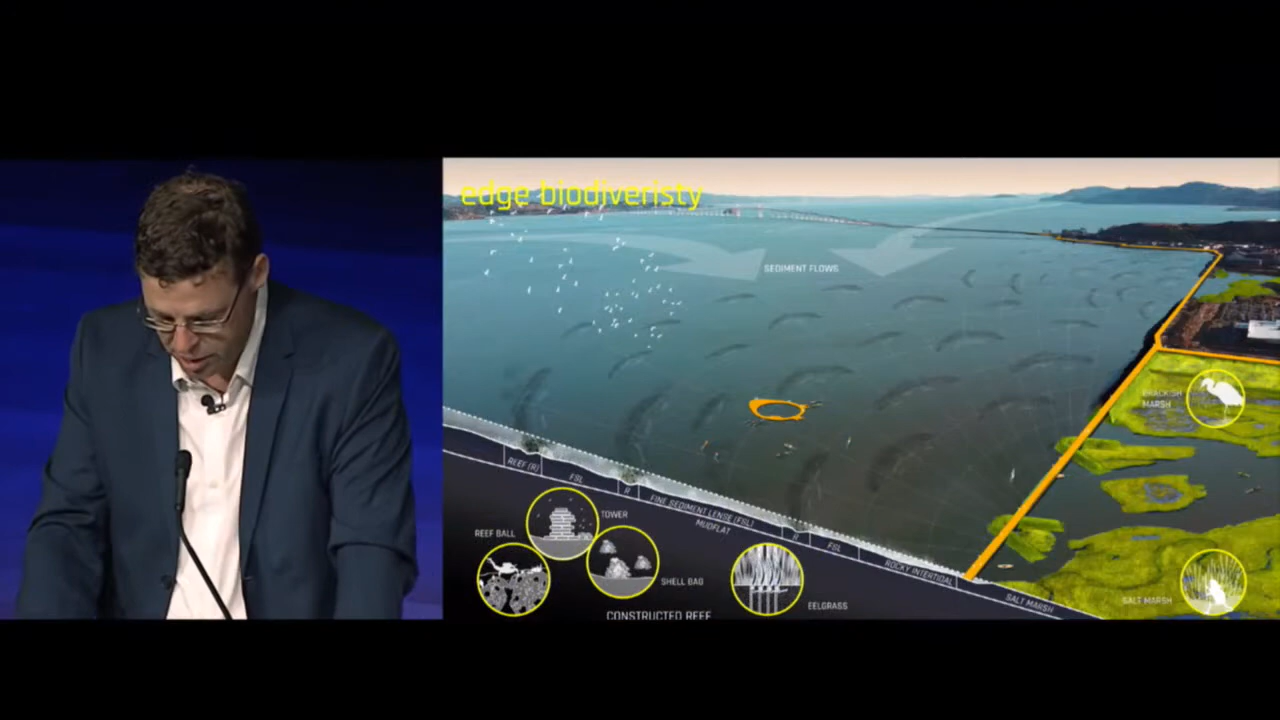 edge biodiveristy
SEDIMENT FLOWS
BRACKISH
MARSH
REEF (R)
FSL
R
FINE SEDIMENT LENSE (FSL)
MUDFLAT
R
FSL
ROCKY INTERTIDAL
SALT MARSH
TOWER
REEF BALL
SHELL BAG
EELGRASS
SALT MARSH
CONSTRUCTED REEF